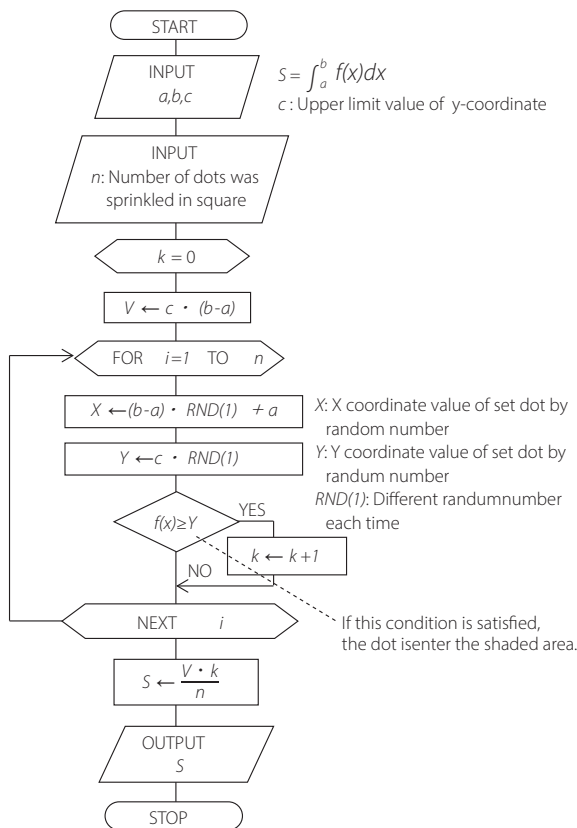 START
INPUT
a,b,c
S = ∫ₐᵇ f(x)dx
c : Upper limit value of y-coordinate
INPUT
n: Number of dots was
sprinkled in square
k = 0
V ← c · (b-a)
FOR i=1 TO n
X ←(b-a) · RND(1) + a
X: X coordinate value of set dot by
random number
Y ←c · RND(1)
Y: Y coordinate value of set dot by
randum number
RND(1): Different randumnumber
each time
f(x)≥Y
YES
k ← k+1
NO
NEXT i
If this condition is satisfied,
the dot isenter the shaded area.
S ← V · k / n
OUTPUT
S
STOP